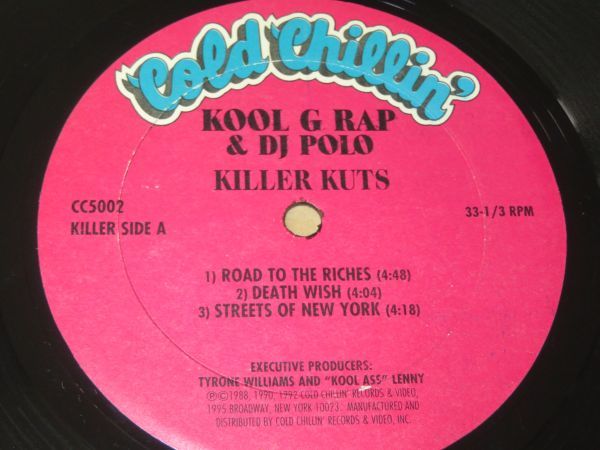 Cold Chillin'
KOOL G RAP
& DJ POLO
KILLER KUTS
CC5002
KILLER SIDE A
33-1/3 RPM
1) ROAD TO THE RICHES (4:48)
2) DEATH WISH (4:04)
3) STREETS OF NEW YORK (4:18)
EXECUTIVE PRODUCERS:
TYRONE WILLIAMS AND "KOOL ASS" LENNY
℗©1988, 1990, 1992 COLD CHILLIN' RECORDS & VIDEO,
1995 BROADWAY, NEW YORK 10023. MANUFACTURED AND
DISTRIBUTED BY COLD CHILLIN' RECORDS & VIDEO, INC.